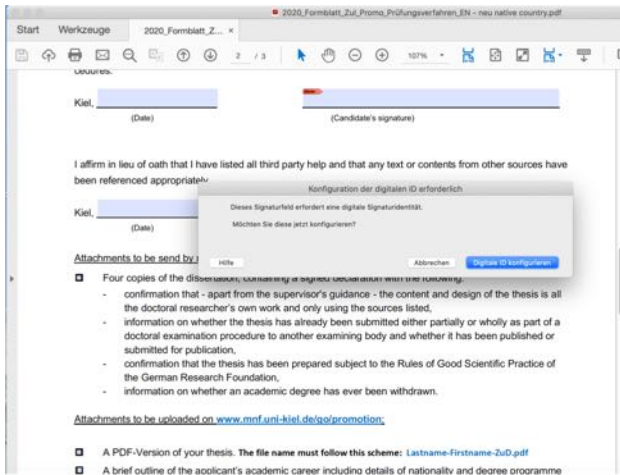 2020_Formblatt_Zul_Promo_Prüfungsverfahren_EN - neu native country.pdf
Start Werkzeuge 2020_Formblatt_Z... ×
2 / 3 107%
cedures.
Kiel,
(Date) (Candidate's signature)
I affirm in lieu of oath that I have listed all third party help and that any text or contents from other sources have
been referenced appropriately.
Konfiguration der digitalen ID erforderlich
Dieses Signaturfeld erfordert eine digitale Signaturidentität.
Möchten Sie diese jetzt konfigurieren?
Hilfe Abbrechen Digitale ID konfigurieren
Kiel,
(Date)
Attachments to be send by
Four copies of the dissertation, containing a signed declaration with the following:
- confirmation that - apart from the supervisor's guidance - the content and design of the thesis is all
the doctoral researcher's own work and only using the sources listed,
- information on whether the thesis has already been submitted either partially or wholly as part of a
doctoral examination procedure to another examining body and whether it has been published or
submitted for publication,
- confirmation that the thesis has been prepared subject to the Rules of Good Scientific Practice of
the German Research Foundation,
- information on whether an academic degree has ever been withdrawn.
Attachments to be uploaded on www.mnf.uni-kiel.de/go/promotion:
A PDF-Version of your thesis. The file name must follow this scheme: Lastname-Firstname-ZuD.pdf
A brief outline of the applicant's academic career including details of nationality and degree programme